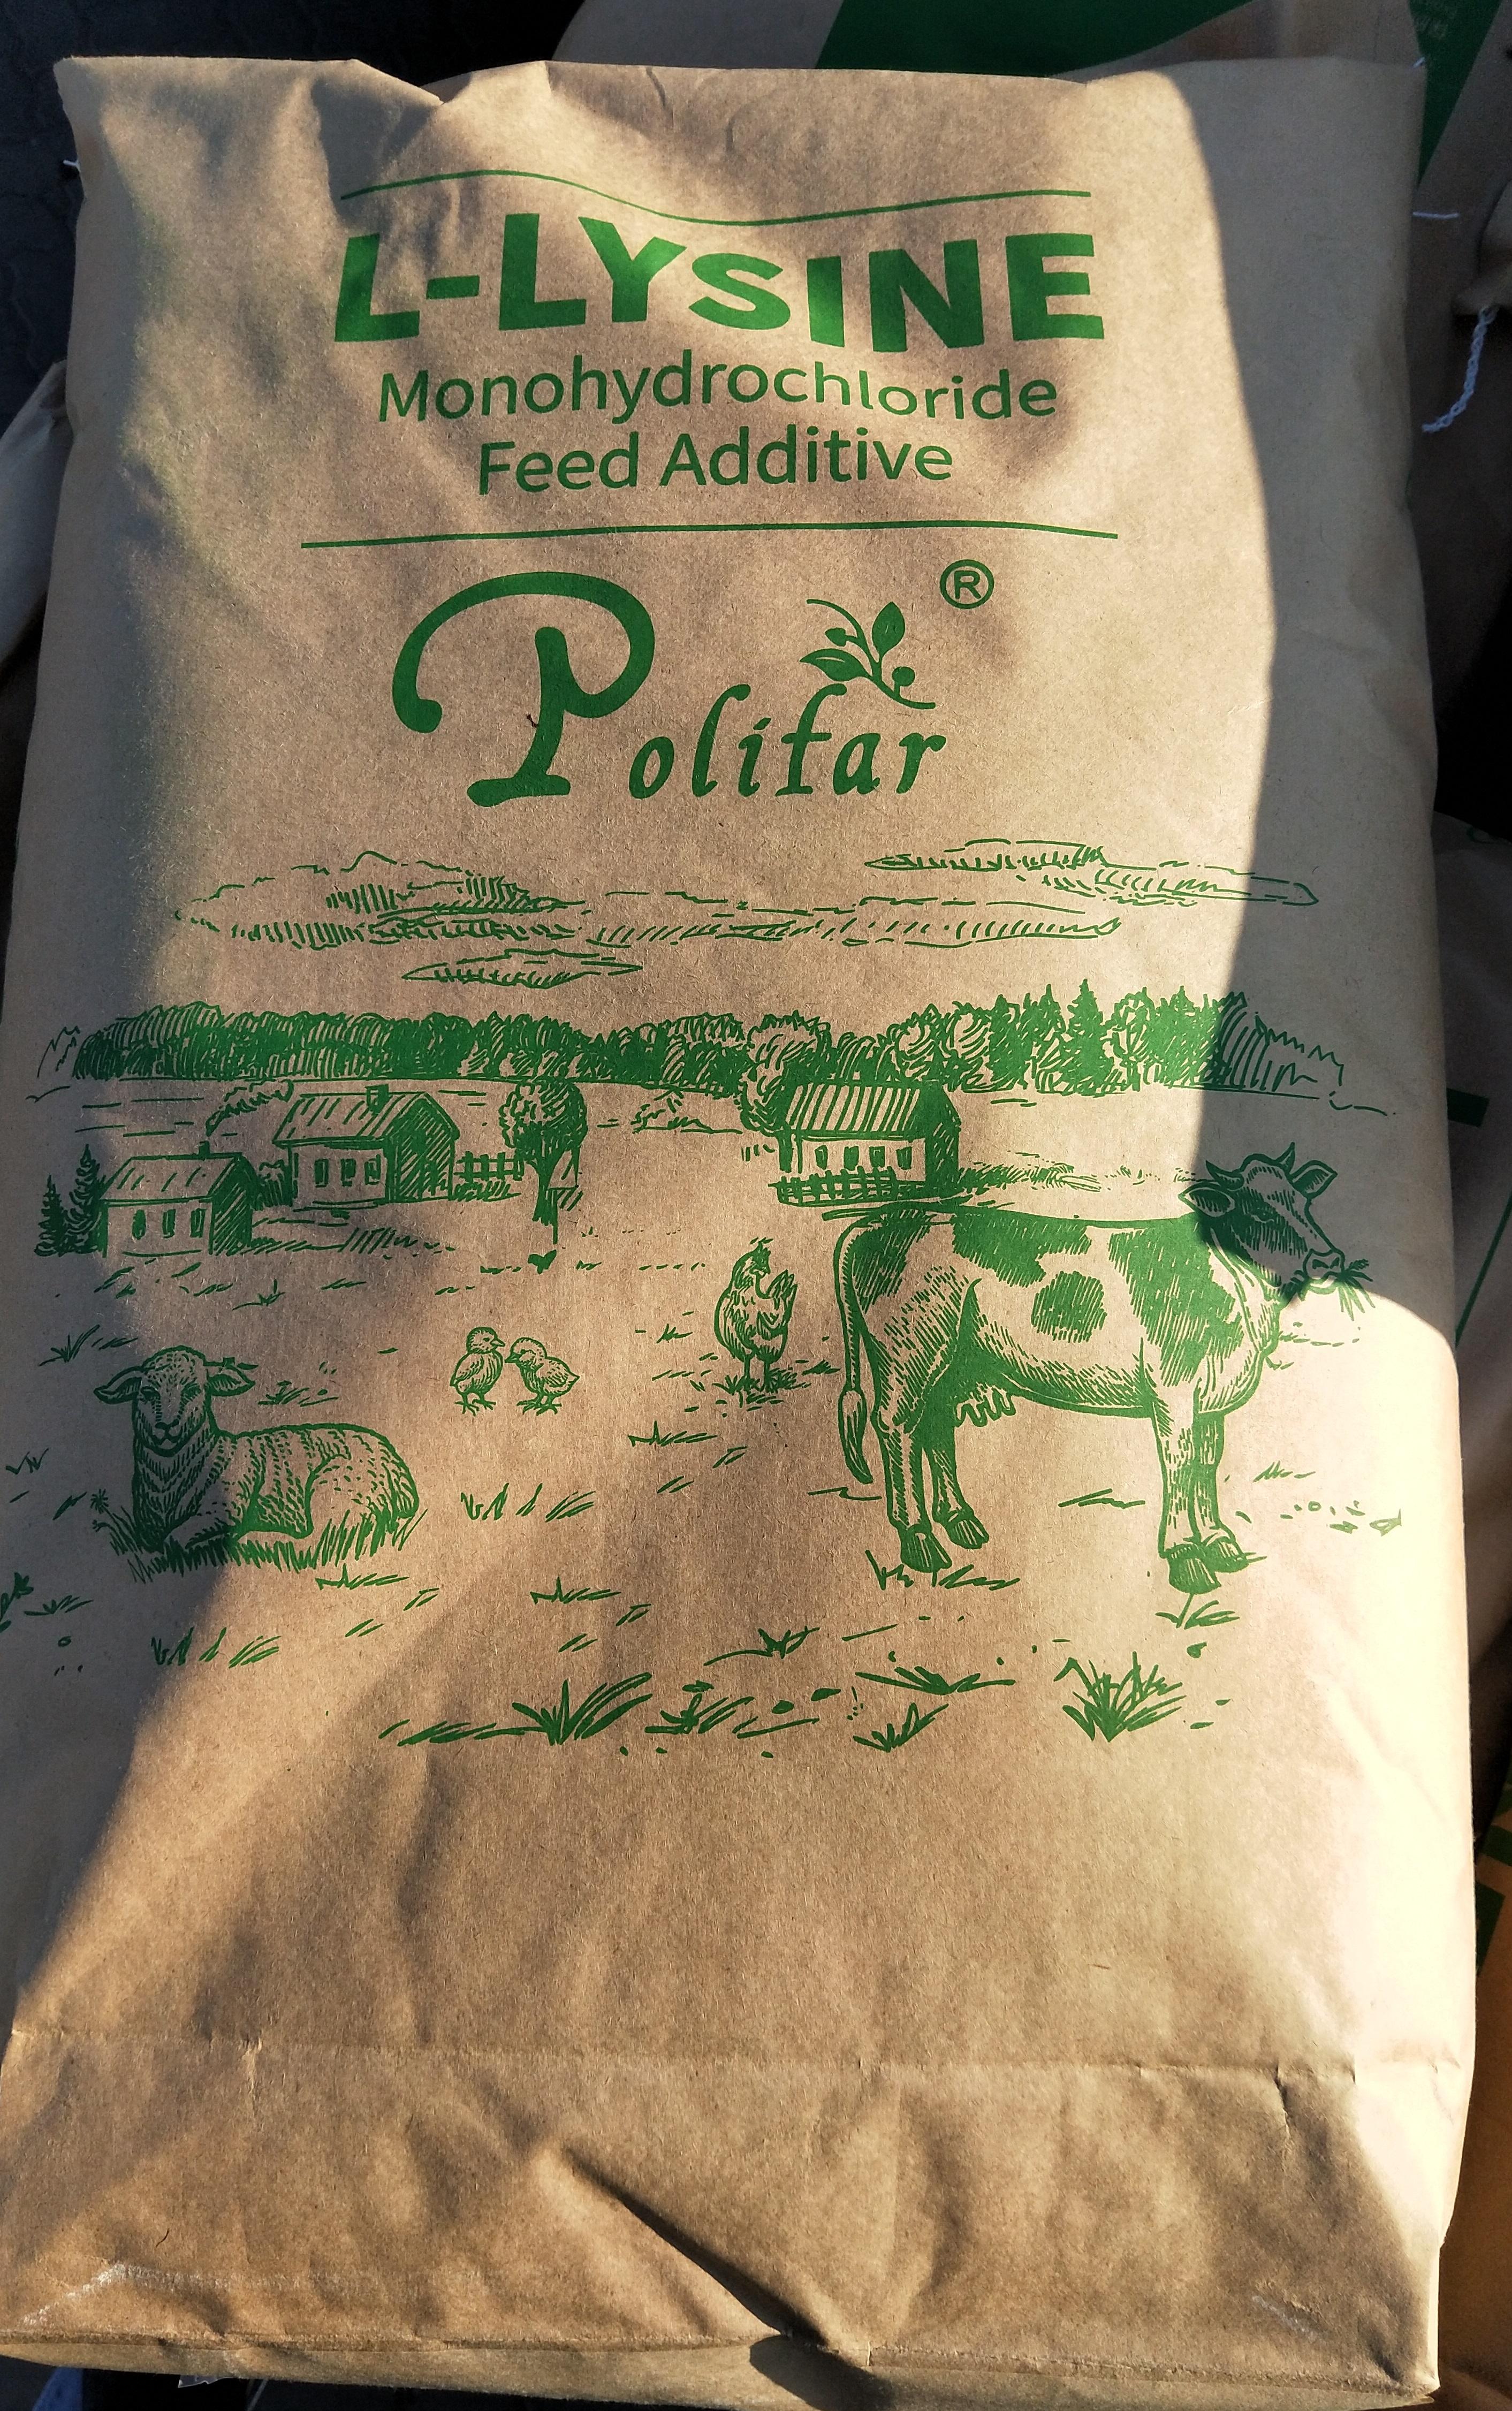 L-LYSINE
Monohydrochloride
Feed Additive
Polifar®